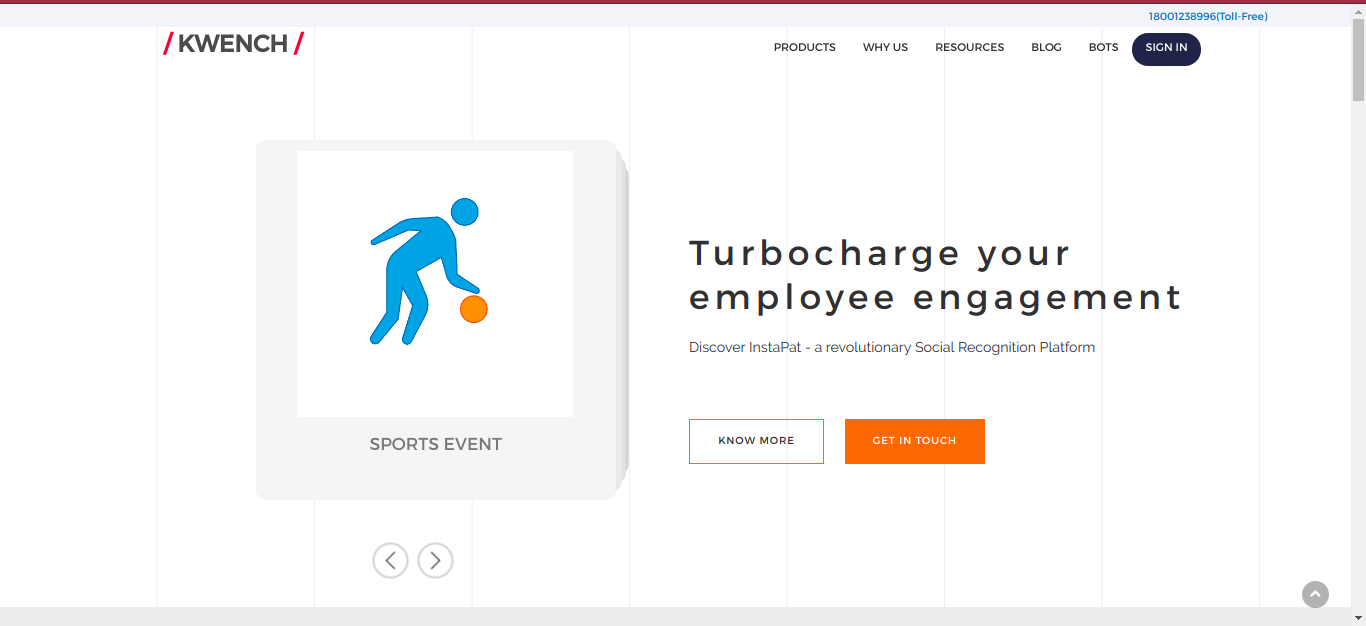 18001238996(Toll-Free)
/ KWENCH /
PRODUCTS WHY US RESOURCES BLOG BOTS SIGN IN
SPORTS EVENT
Turbocharge your
employee engagement
Discover InstaPat - a revolutionary Social Recognition Platform
KNOW MORE GET IN TOUCH